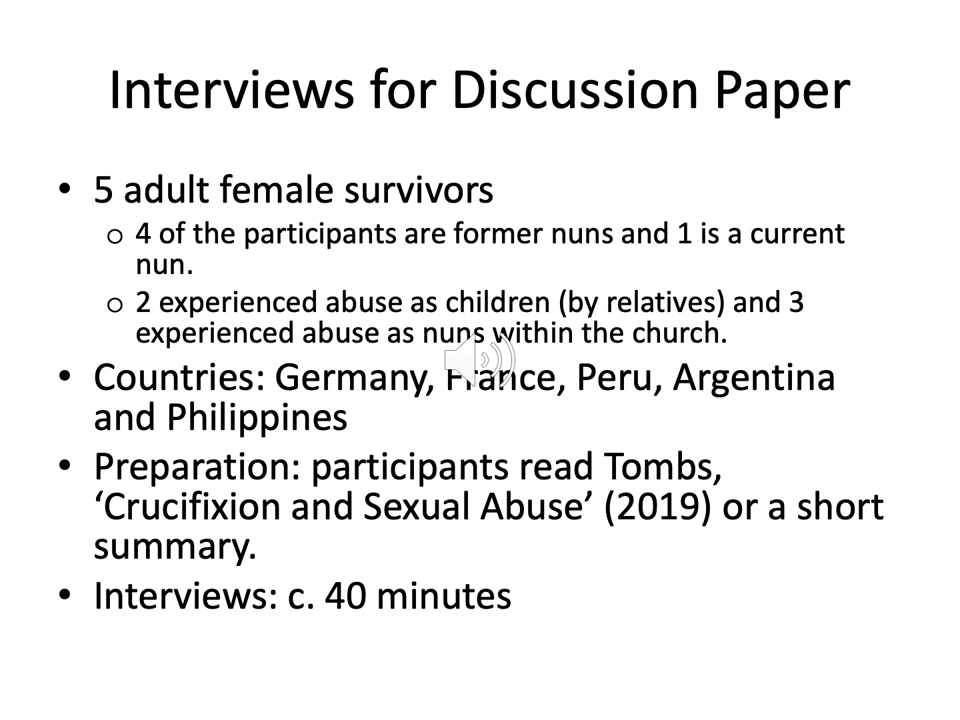 Interviews for Discussion Paper
• 5 adult female survivors
o 4 of the participants are former nuns and 1 is a current
nun.
o 2 experienced abuse as children (by relatives) and 3
experienced abuse as nuns within the church.
• Countries: Germany, France, Peru, Argentina
and Philippines
• Preparation: participants read Tombs,
‘Crucifixion and Sexual Abuse’ (2019) or a short
summary.
• Interviews: c. 40 minutes